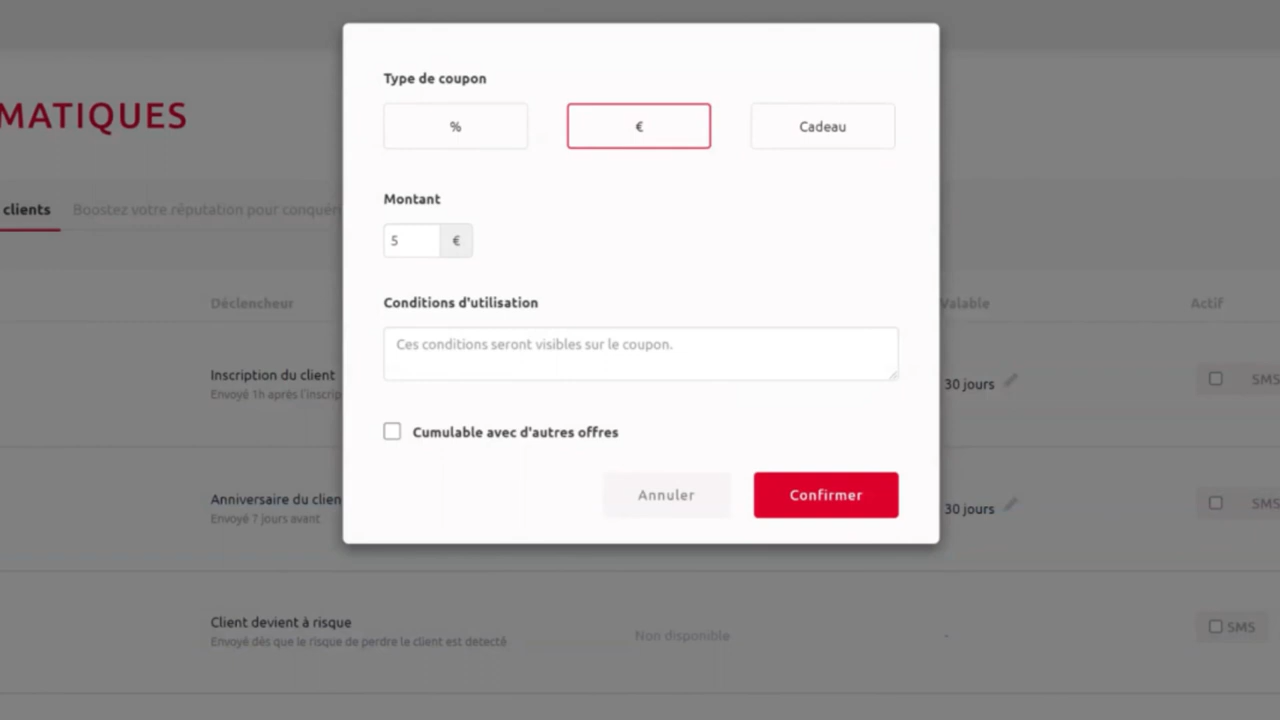 Type de coupon
%
€
Cadeau
MATIQUES
Montant
clients
Boostez votre réputation pour conquéri
5 €
Conditions d'utilisation
Déclencheur
Valable
Actif
Ces conditions seront visibles sur le coupon.
Inscription du client
Envoyé 1h après l'inscrip
30 jours
SMS
Cumulable avec d'autres offres
Annuler
Confirmer
Anniversaire du clien
Envoyé 7 jours avant
30 jours
SMS
Client devient à risque
Envoyé dès que le risque de perdre le client est detecté
Non disponible
-
SMS